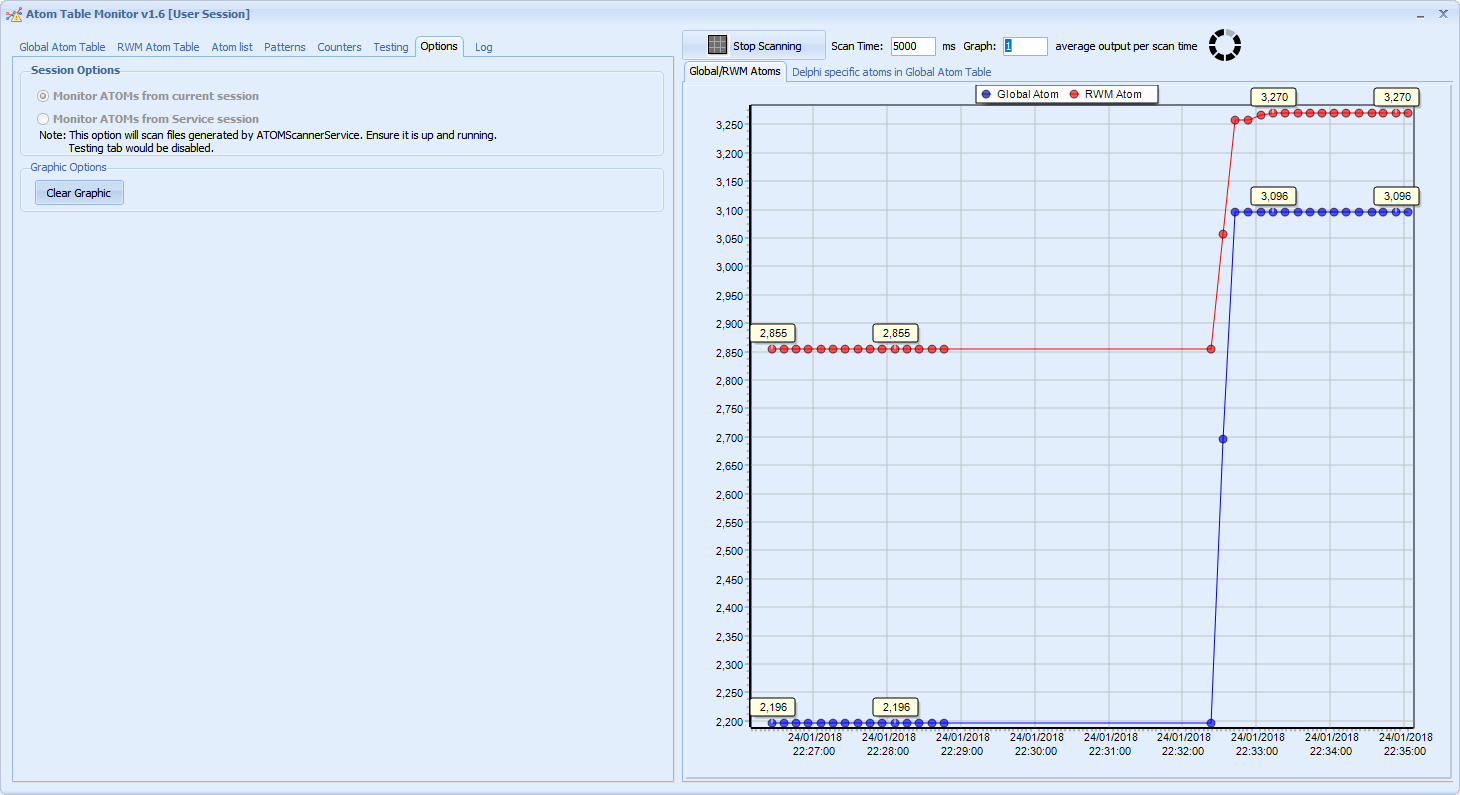 Atom Table Monitor v1.6 [User Session]
Global Atom Table RWM Atom Table Atom list Patterns Counters Testing Options Log
Session Options
Monitor ATOMs from current session
Monitor ATOMs from Service session
Note: This option will scan files generated by ATOMScannerService. Ensure it is up and running.
Testing tab would be disabled.
Graphic Options
Clear Graphic
Stop Scanning Scan Time: 5000 ms Graph: 1 average output per scan time
Global/RWM Atoms Delphi specific atoms in Global Atom Table
Global Atom RWM Atom
3,270 3,270
3,096 3,096
2,855 2,855
2,196 2,196
3,250
3,200
3,150
3,100
3,050
3,000
2,950
2,900
2,850
2,800
2,750
2,700
2,650
2,600
2,550
2,500
2,450
2,400
2,350
2,300
2,250
2,200
24/01/2018 24/01/2018 24/01/2018 24/01/2018 24/01/2018 24/01/2018 24/01/2018 24/01/2018 24/01/2018
22:27:00 22:28:00 22:29:00 22:30:00 22:31:00 22:32:00 22:33:00 22:34:00 22:35:00